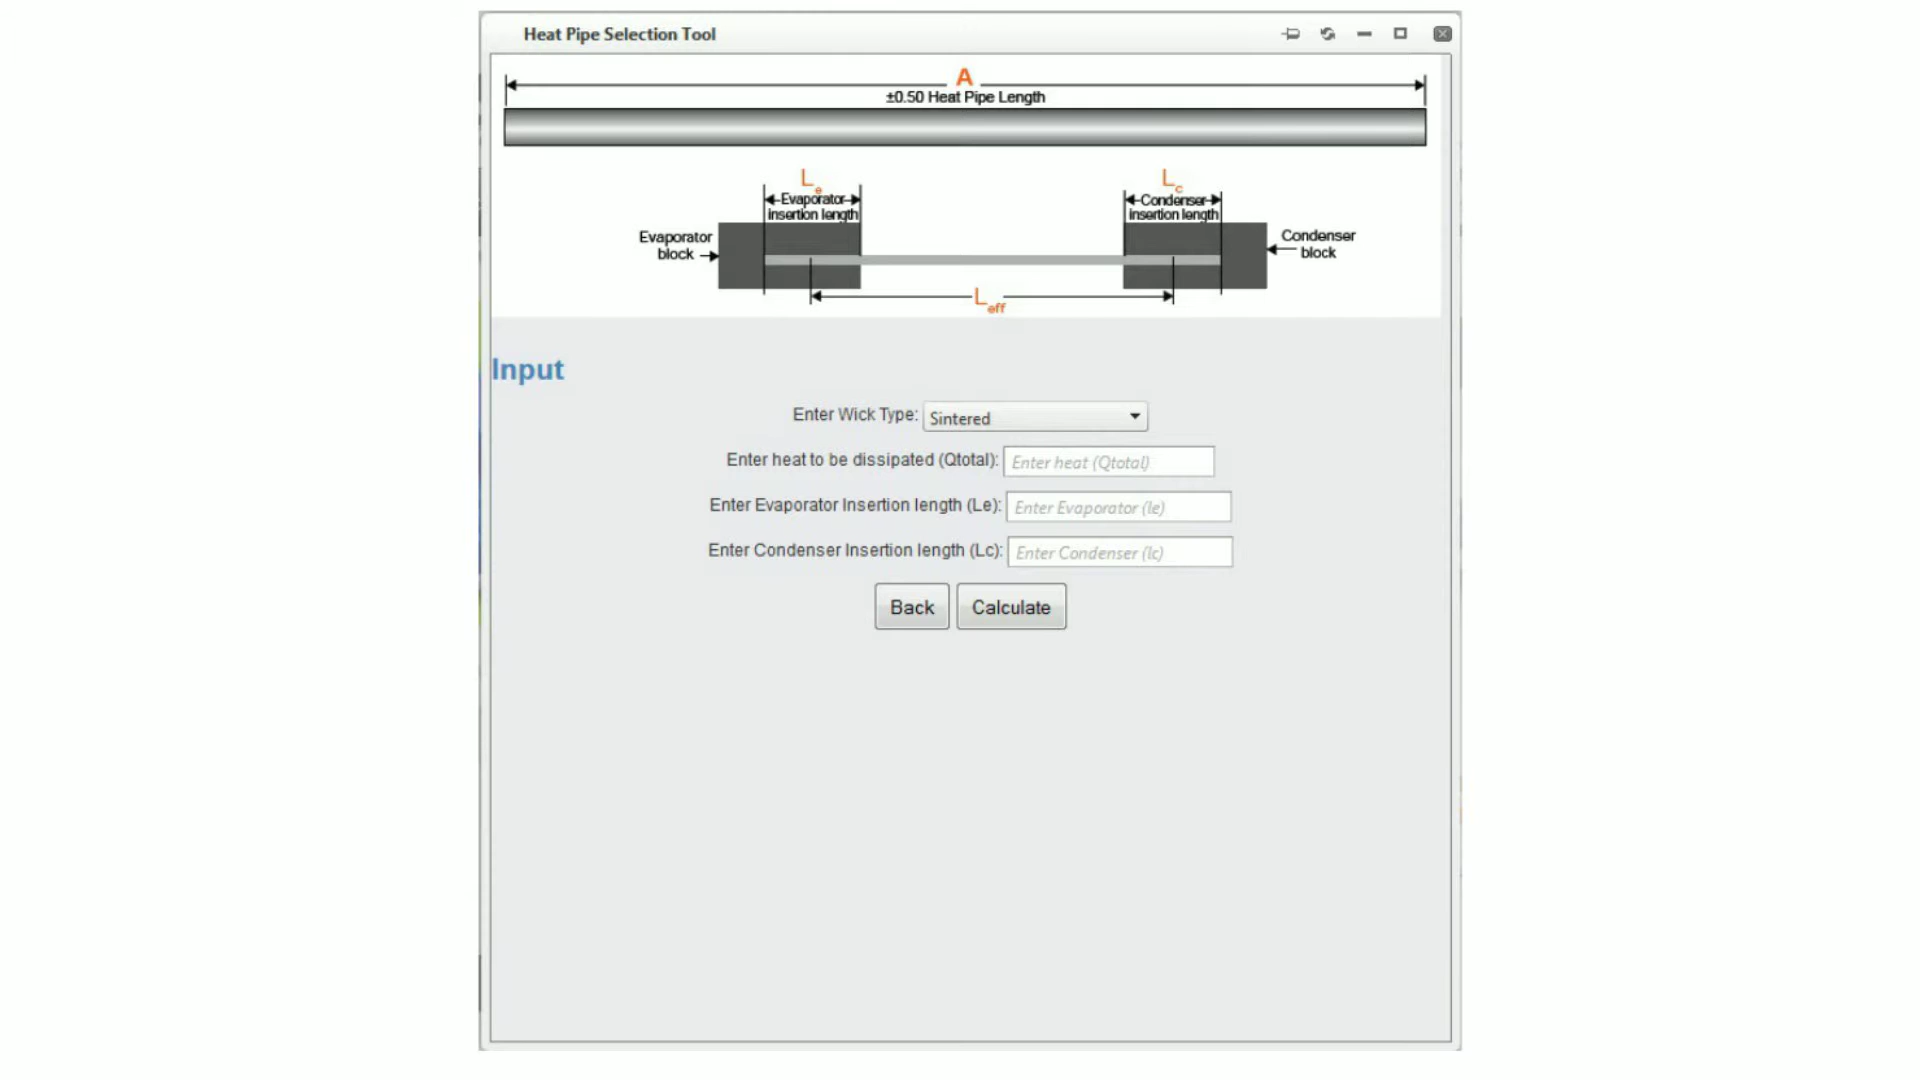 Heat Pipe Selection Tool
A
±0.50 Heat Pipe Length
Le
Lc
Evaporator
insertion length
Condenser
insertion length
Evaporator
block
Condenser
block
Leff
Input
Enter Wick Type: Sintered
Enter heat to be dissipated (Qtotal): Enter heat (Qtotal)
Enter Evaporator Insertion length (Le): Enter Evaporator (le)
Enter Condenser Insertion length (Lc): Enter Condenser (lc)
Back Calculate